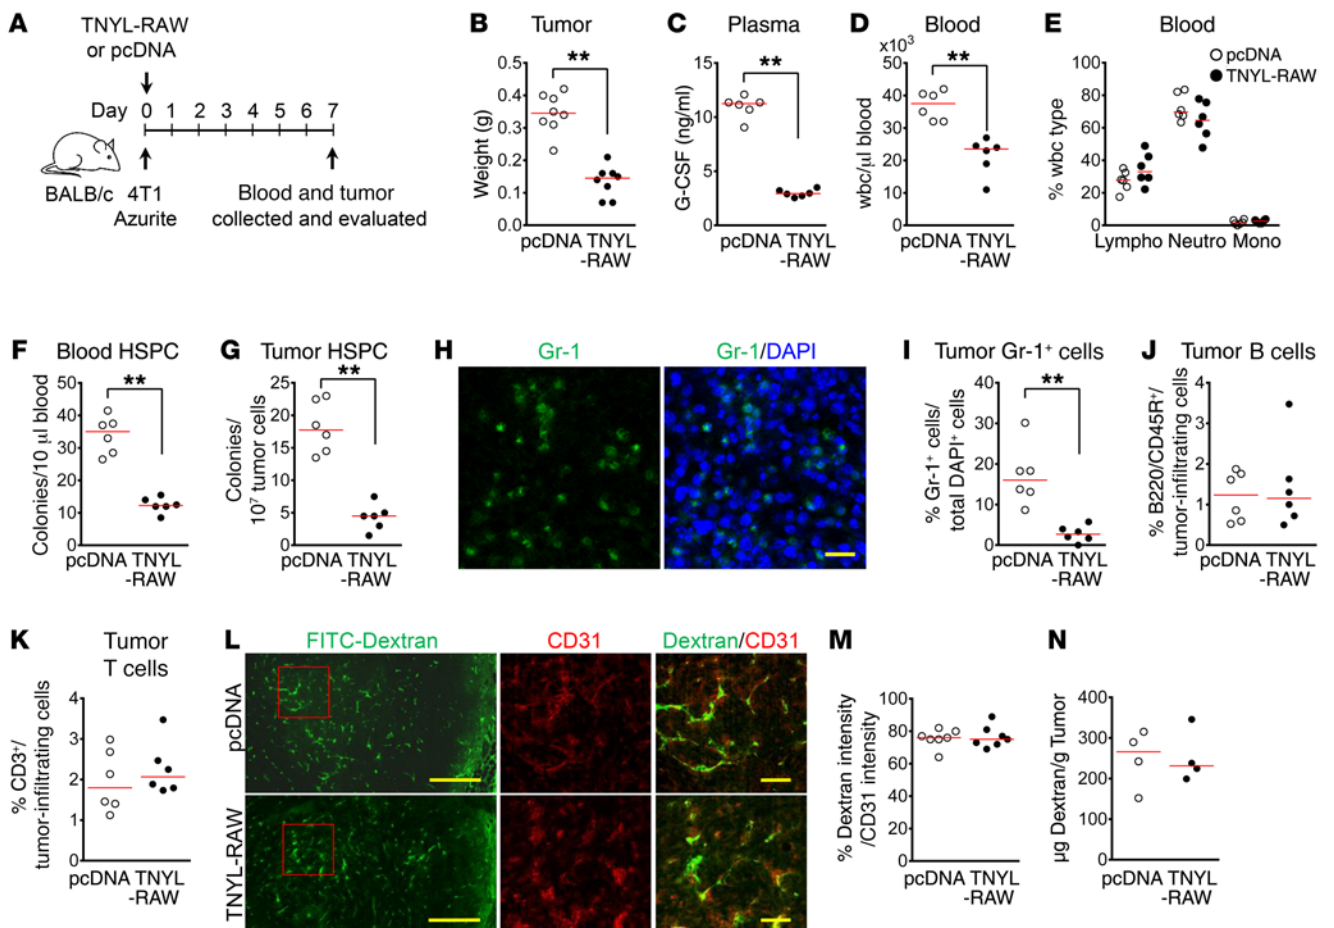 A
TNYL-RAW
or pcDNA
Day 0 1 2 3 4 5 6 7
BALB/c 4T1
Azurite
Blood and tumor
collected and evaluated
B
Tumor
**
Weight (g)
0.5
0.4
0.3
0.2
0.1
0.0
pcDNA TNYL
-RAW
C
Plasma
**
G-CSF (ng/ml)
15
10
5
0
pcDNA TNYL
-RAW
D
Blood
×10³
**
wbc/µl blood
50
40
30
20
10
0
pcDNA TNYL
-RAW
E
Blood
pcDNA
TNYL-RAW
% wbc type
100
80
60
40
20
0
Lympho Neutro Mono
F
Blood HSPC
**
Colonies/10 µl blood
50
40
30
20
10
0
pcDNA TNYL
-RAW
G
Tumor HSPC
**
Colonies/
10⁷ tumor cells
25
20
15
10
5
0
pcDNA TNYL
-RAW
H
Gr-1
Gr-1/DAPI
I
Tumor Gr-1⁺ cells
**
% Gr-1⁺ cells/
total DAPI⁺ cells
40
30
20
10
0
pcDNA TNYL
-RAW
J
Tumor B cells
% B220/CD45R⁺/
tumor-infiltrating cells
4
3
2
1
0
pcDNA TNYL
-RAW
K
Tumor
T cells
% CD3⁺/
tumor-infiltrating cells
4
3
2
1
0
pcDNA TNYL
-RAW
L
FITC-Dextran
CD31
Dextran/CD31
pcDNA
TNYL-RAW
M
% Dextran intensity
/CD31 intensity
100
80
60
40
20
0
pcDNA TNYL
-RAW
N
µg Dextran/g Tumor
400
300
200
100
0
pcDNA TNYL
-RAW